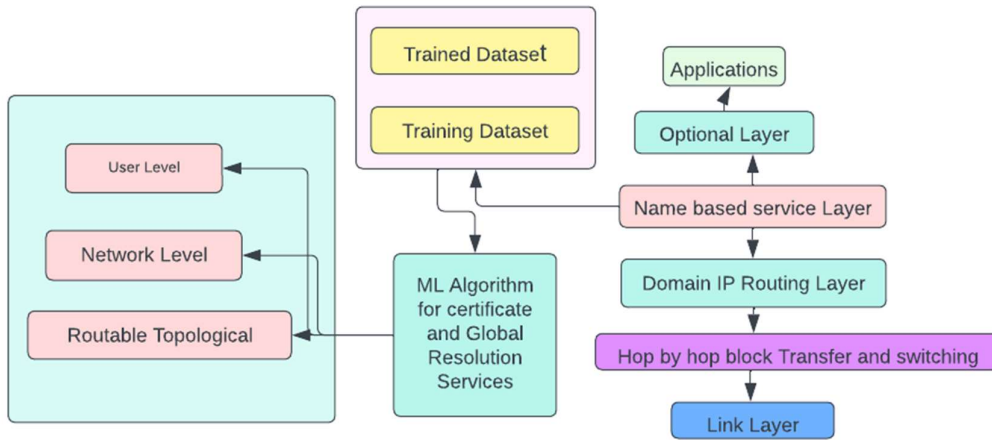 Trained Dataset
Training Dataset
Applications
Optional Layer
Name based service Layer
Domain IP Routing Layer
Hop by hop block Transfer and switching
Link Layer
User Level
Network Level
Routable Topological
ML Algorithm
for certificate
and Global
Resolution
Services